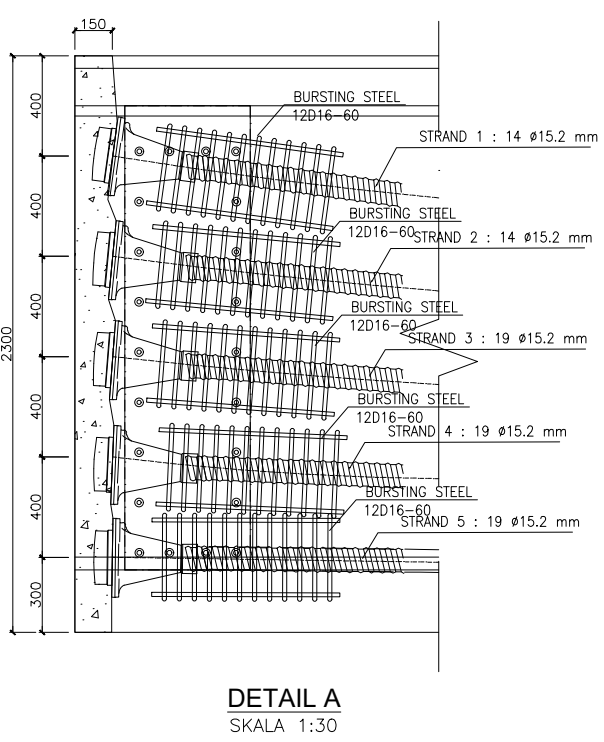 150
400
400
400
400
400
300
2300
BURSTING STEEL
12D16-60
STRAND 1 : 14 Ø15.2 mm
BURSTING STEEL
12D16-60
STRAND 2 : 14 Ø15.2 mm
BURSTING STEEL
12D16-60
STRAND 3 : 19 Ø15.2 mm
BURSTING STEEL
12D16-60
STRAND 4 : 19 Ø15.2 mm
BURSTING STEEL
12D16-60
STRAND 5 : 19 Ø15.2 mm
DETAIL A
SKALA 1:30